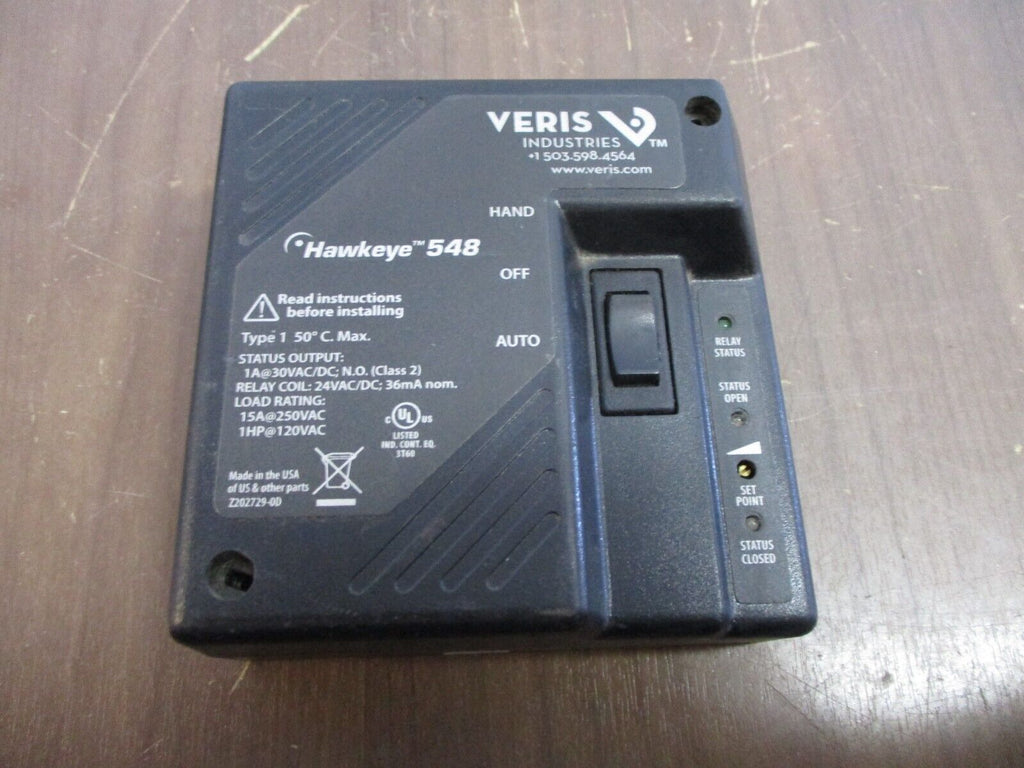 VERIS
INDUSTRIES ™
+1 503.598.4564
www.veris.com
HAND
Hawkeye™ 548
OFF
Read instructions
before installing
AUTO
Type 1 50° C. Max.
STATUS OUTPUT:
1A@30VAC/DC; N.O. (Class 2)
RELAY COIL: 24VAC/DC; 36mA nom.
LOAD RATING:
15A@250VAC
1HP@120VAC
C UL US
LISTED
IND. CONT. EQ.
3T60
Made in the USA
of US & other parts
Z202729-0D
RELAY
STATUS
STATUS
OPEN
SET
POINT
STATUS
CLOSED